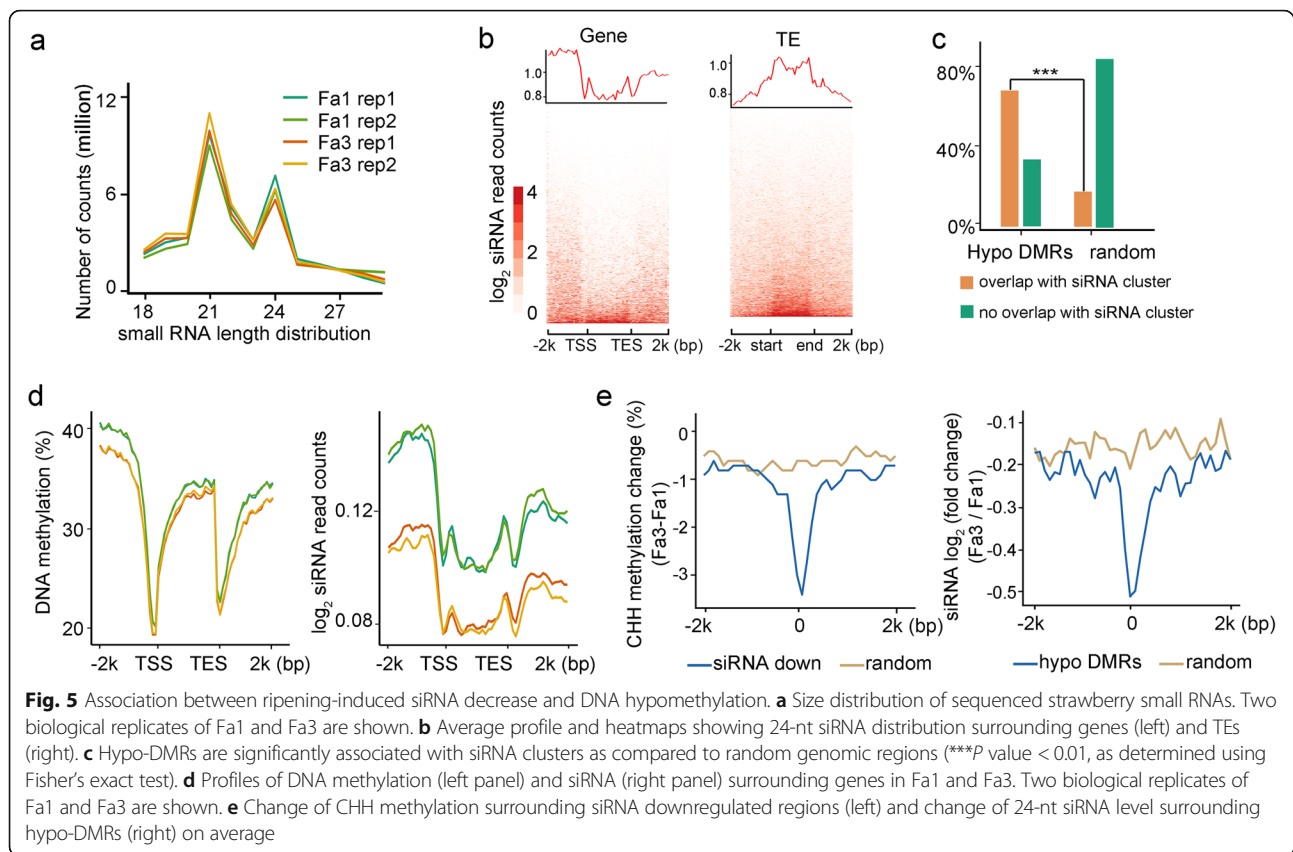 a
Number of counts (million)
12
6
0
18
21
24
27
small RNA length distribution
Fa1 rep1
Fa1 rep2
Fa3 rep1
Fa3 rep2
b
Gene
TE
1.0
0.8
1.0
0.8
log2 siRNA read counts
4
2
0
-2k TSS TES 2k (bp)
-2k start end 2k (bp)
c
80%
40%
0%
***
Hypo DMRs random
overlap with siRNA cluster
no overlap with siRNA cluster
d
DNA methylation (%)
40
30
20
-2k TSS TES 2k (bp)
log2 siRNA read counts
0.12
0.08
-2k TSS TES 2k (bp)
e
CHH methylation change (%)
(Fa3-Fa1)
0
-1
-2
-3
-2k 0 2k (bp)
siRNA down random
siRNA log2 (fold change)
(Fa3 / Fa1)
-0.1
-0.2
-0.3
-0.4
-0.5
-2k 0 2k (bp)
hypo DMRs random
Fig. 5 Association between ripening-induced siRNA decrease and DNA hypomethylation. a Size distribution of sequenced strawberry small RNAs. Two
biological replicates of Fa1 and Fa3 are shown. b Average profile and heatmaps showing 24-nt siRNA distribution surrounding genes (left) and TEs
(right). c Hypo-DMRs are significantly associated with siRNA clusters as compared to random genomic regions (***P value < 0.01, as determined using
Fisher's exact test). d Profiles of DNA methylation (left panel) and siRNA (right panel) surrounding genes in Fa1 and Fa3. Two biological replicates of
Fa1 and Fa3 are shown. e Change of CHH methylation surrounding siRNA downregulated regions (left) and change of 24-nt siRNA level surrounding
hypo-DMRs (right) on average